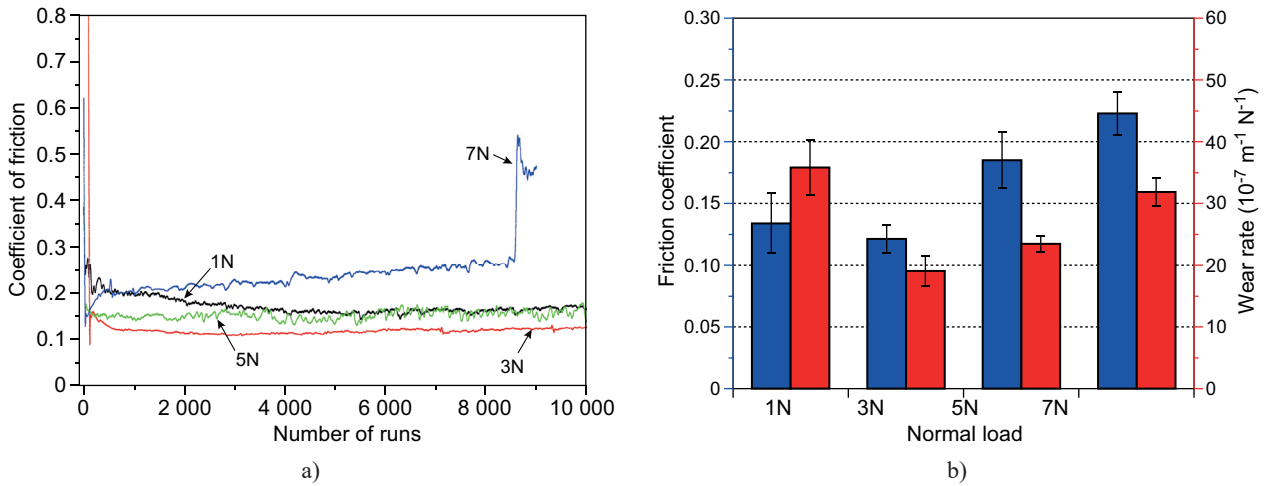 0.8
0.7
0.6
0.5
0.4
0.3
0.2
0.1
0
Coefficient of friction
7N
1N
5N
3N
0 2 000 4 000 6 000 8 000 10 000
Number of runs
a)
0.30
0.25
0.20
0.15
0.10
0.05
0
Friction coefficient
60
50
40
30
20
10
0
Wear rate (10⁻⁷ m⁻¹ N⁻¹)
1N 3N 5N 7N
Normal load
b)